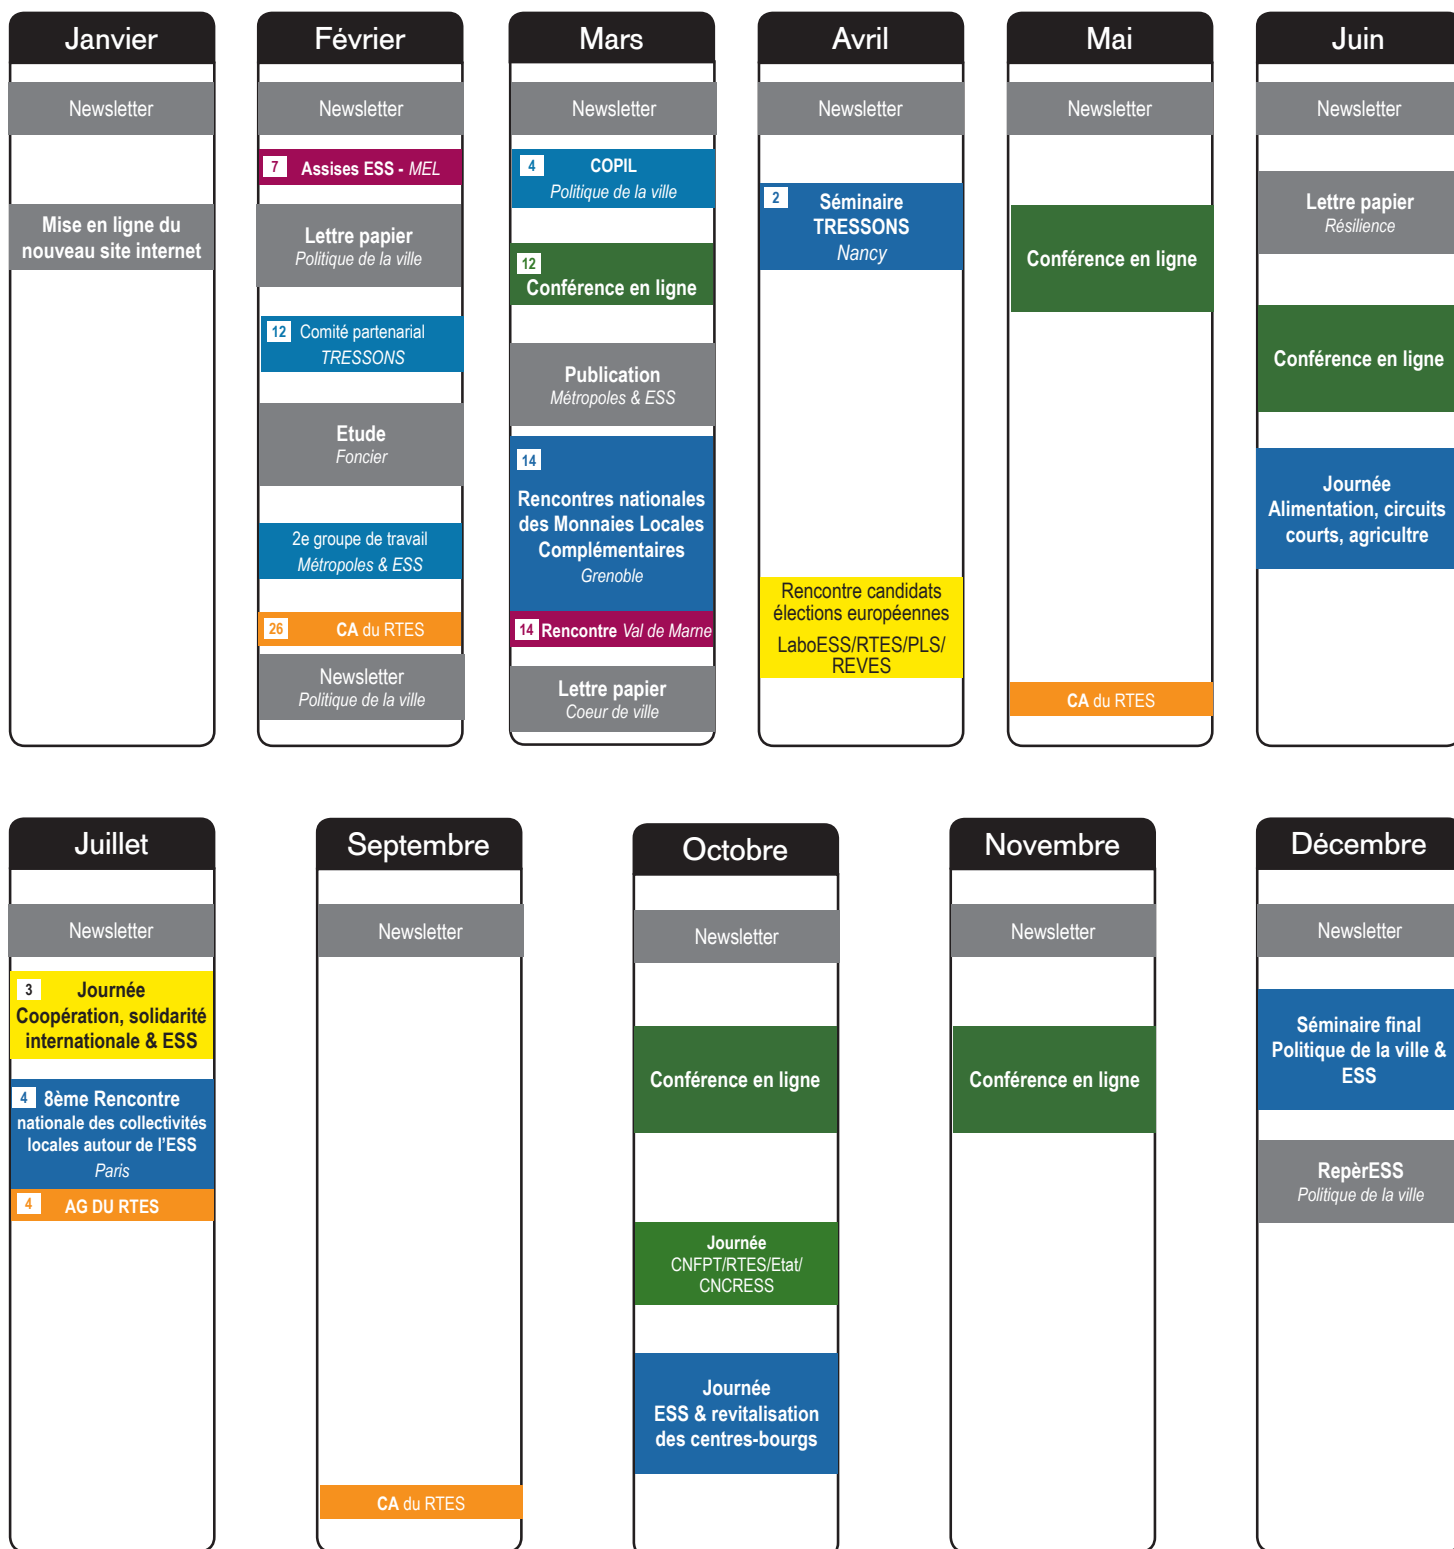 Janvier
Newsletter
Mise en ligne du
nouveau site internet
Février
Newsletter
7 Assises ESS - MEL
Lettre papier
Politique de la ville
12 Comité partenarial
TRESSONS
Etude
Foncier
2e groupe de travail
Métropoles & ESS
26 CA du RTES
Newsletter
Politique de la ville
Mars
Newsletter
4 COPIL
Politique de la ville
12
Conférence en ligne
Publication
Métropoles & ESS
14
Rencontres nationales
des Monnaies Locales
Complémentaires
Grenoble
14 Rencontre Val de Marne
Lettre papier
Coeur de ville
Avril
Newsletter
2 Séminaire
TRESSONS
Nancy
Rencontre candidats
élections européennes
LaboESS/RTES/PLS/
REVES
Mai
Newsletter
Conférence en ligne
CA du RTES
Juin
Newsletter
Lettre papier
Résilience
Conférence en ligne
Journée
Alimentation, circuits
courts, agricultre
Juillet
Newsletter
3 Journée
Coopération, solidarité
internationale & ESS
4 8ème Rencontre
nationale des collectivités
locales autour de l'ESS
Paris
4 AG DU RTES
Septembre
Newsletter
CA du RTES
Octobre
Newsletter
Conférence en ligne
Journée
CNFPT/RTES/Etat/
CNCRESS
Journée
ESS & revitalisation
des centres-bourgs
Novembre
Newsletter
Conférence en ligne
Décembre
Newsletter
Séminaire final
Politique de la ville &
ESS
RepèrESS
Politique de la ville